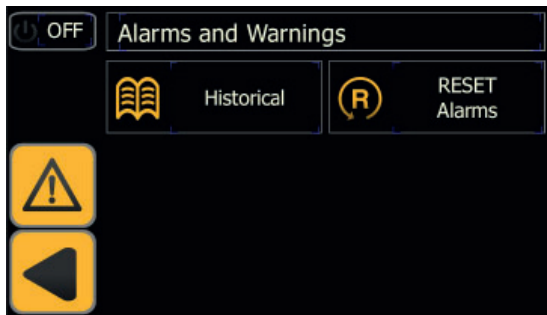 OFF
Alarms and Warnings
Historical
R
RESET
Alarms